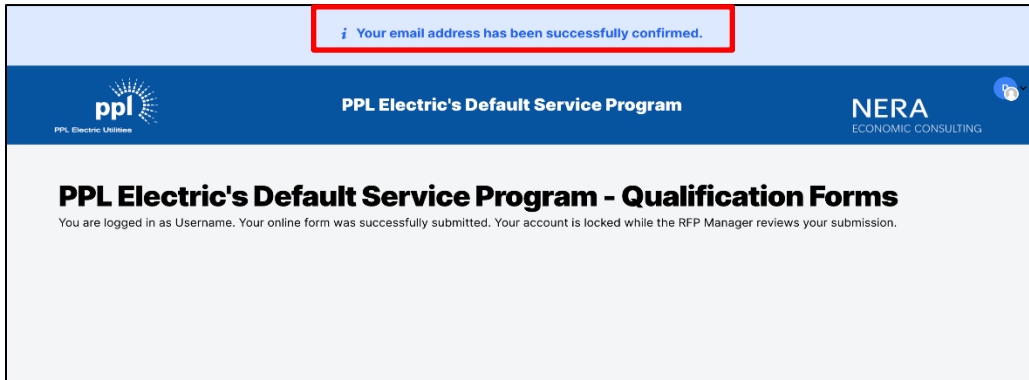 i Your email address has been successfully confirmed.
ppl
PPL Electric Utilities
PPL Electric's Default Service Program
NERA
ECONOMIC CONSULTING
D
PPL Electric's Default Service Program - Qualification Forms
You are logged in as Username. Your online form was successfully submitted. Your account is locked while the RFP Manager reviews your submission.